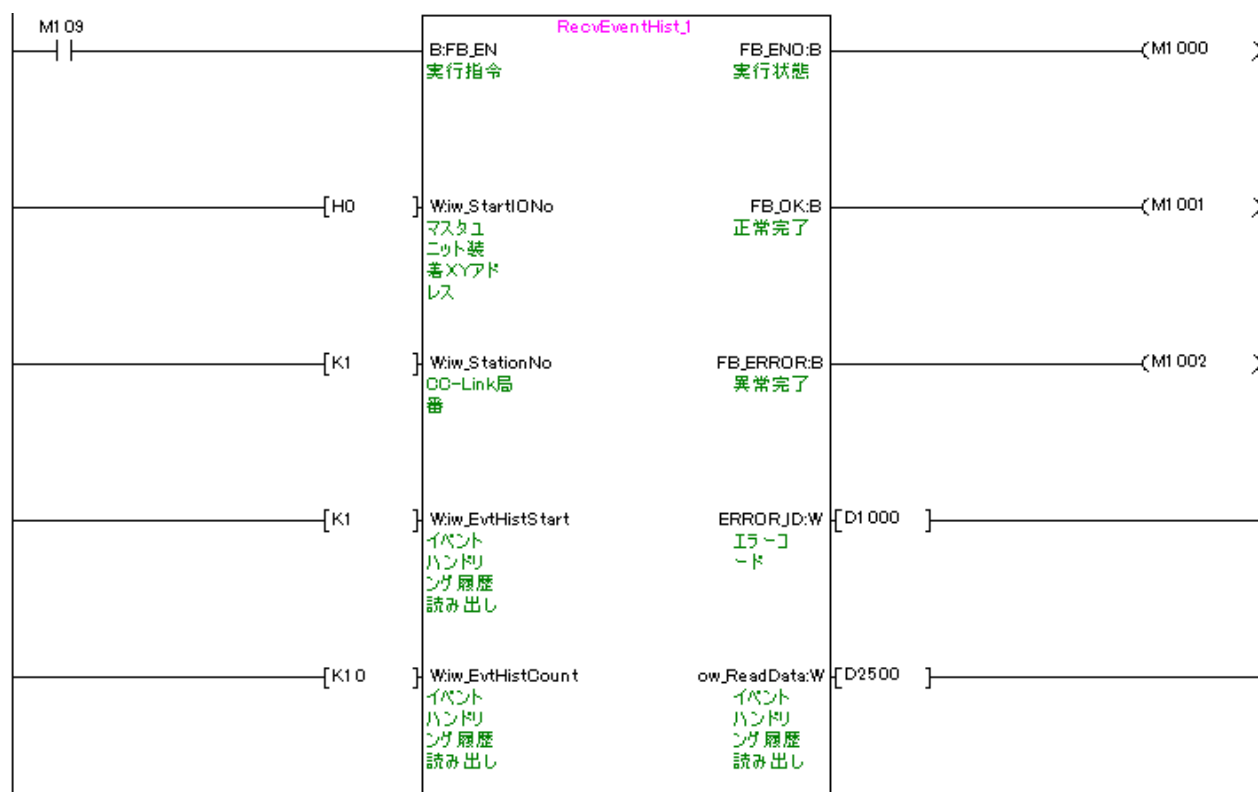 M109
RecvEventHist_1
B:FB_EN
FB_ENO:B
(M1000 )
実行指令
実行状態
[H0 ]
W:iw_StartIONo
FB_OK:B
(M1001 )
マスタユ
ニット装
着XYアド
レス
正常完了
[K1 ]
W:iw_StationNo
FB_ERROR:B
(M1002 )
CC-Link局
番
異常完了
[K1 ]
W:iw_EvtHistStart
ERROR_ID:W
[D1000 ]
イベント
ハンドリ
ング履歴
読み出し
エラーコ
ード
[K10 ]
W:iw_EvtHistCount
ow_ReadData:W
[D2500 ]
イベント
ハンドリ
ング履歴
読み出し
イベント
ハンドリ
ング履歴
読み出し